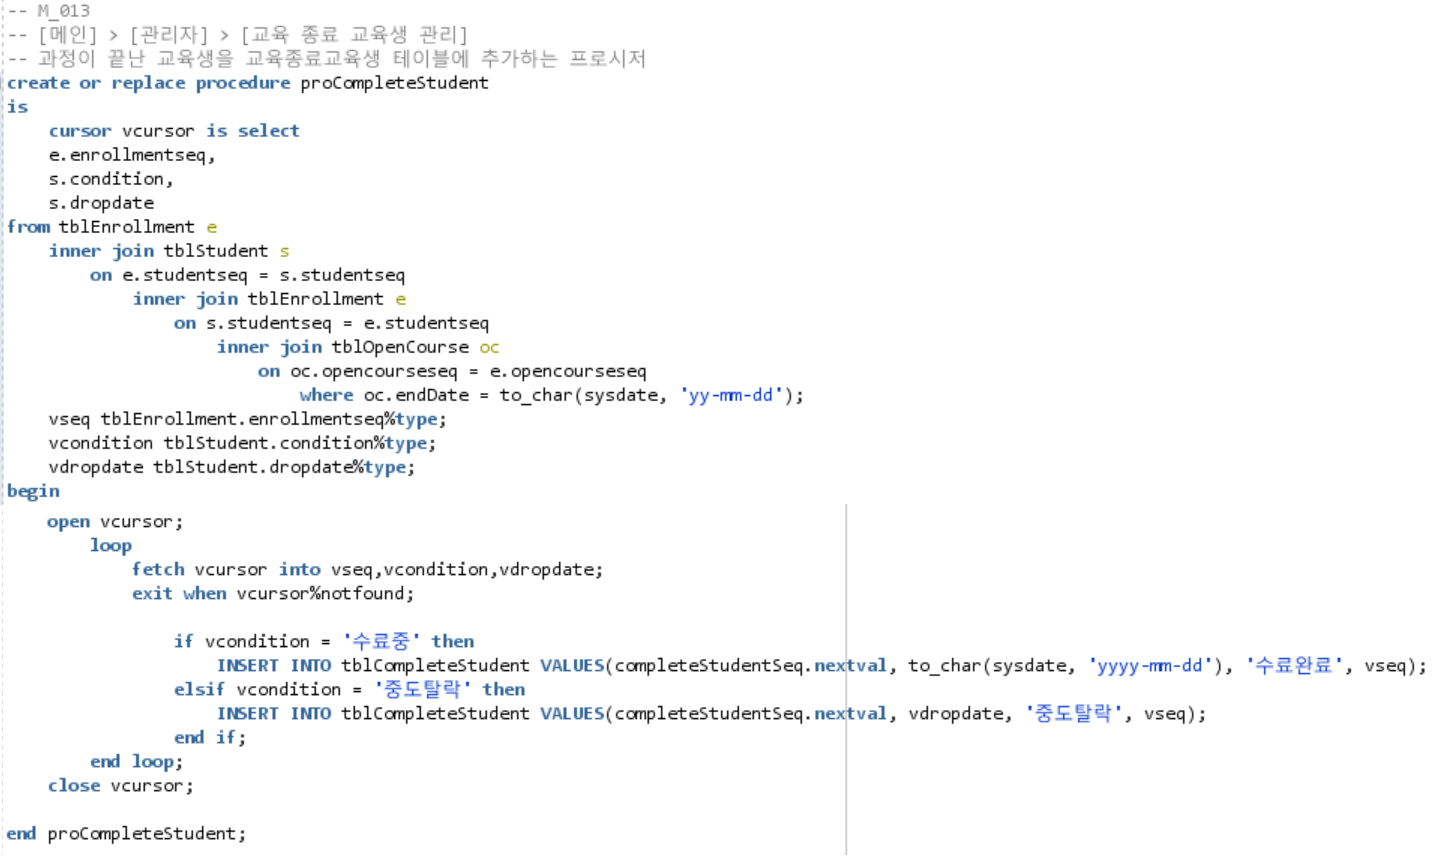 -- M_013
-- [메인] > [관리자] > [교육 종료 교육생 관리]
-- 과정이 끝난 교육생을 교육종료교육생 테이블에 추가하는 프로시저
create or replace procedure proCompleteStudent
is
    cursor vcursor is select
    e.enrollmentseq,
    s.condition,
    s.dropdate
from tblEnrollment e
    inner join tblStudent s
        on e.studentseq = s.studentseq
            inner join tblEnrollment e
                on s.studentseq = e.studentseq
                    inner join tblOpenCourse oc
                        on oc.opencourseseq = e.opencourseseq
                            where oc.endDate = to_char(sysdate, 'yy-mm-dd');
    vseq tblEnrollment.enrollmentseq%type;
    vcondition tblStudent.condition%type;
    vdropdate tblStudent.dropdate%type;
begin
    open vcursor;
        loop
            fetch vcursor into vseq,vcondition,vdropdate;
            exit when vcursor%notfound;
                if vcondition = '수료중' then
                    INSERT INTO tblCompleteStudent VALUES(completeStudentSeq.nextval, to_char(sysdate, 'yyyy-mm-dd'), '수료완료', vseq);
                elsif vcondition = '중도탈락' then
                    INSERT INTO tblCompleteStudent VALUES(completeStudentSeq.nextval, vdropdate, '중도탈락', vseq);
                end if;
        end loop;
    close vcursor;
end proCompleteStudent;